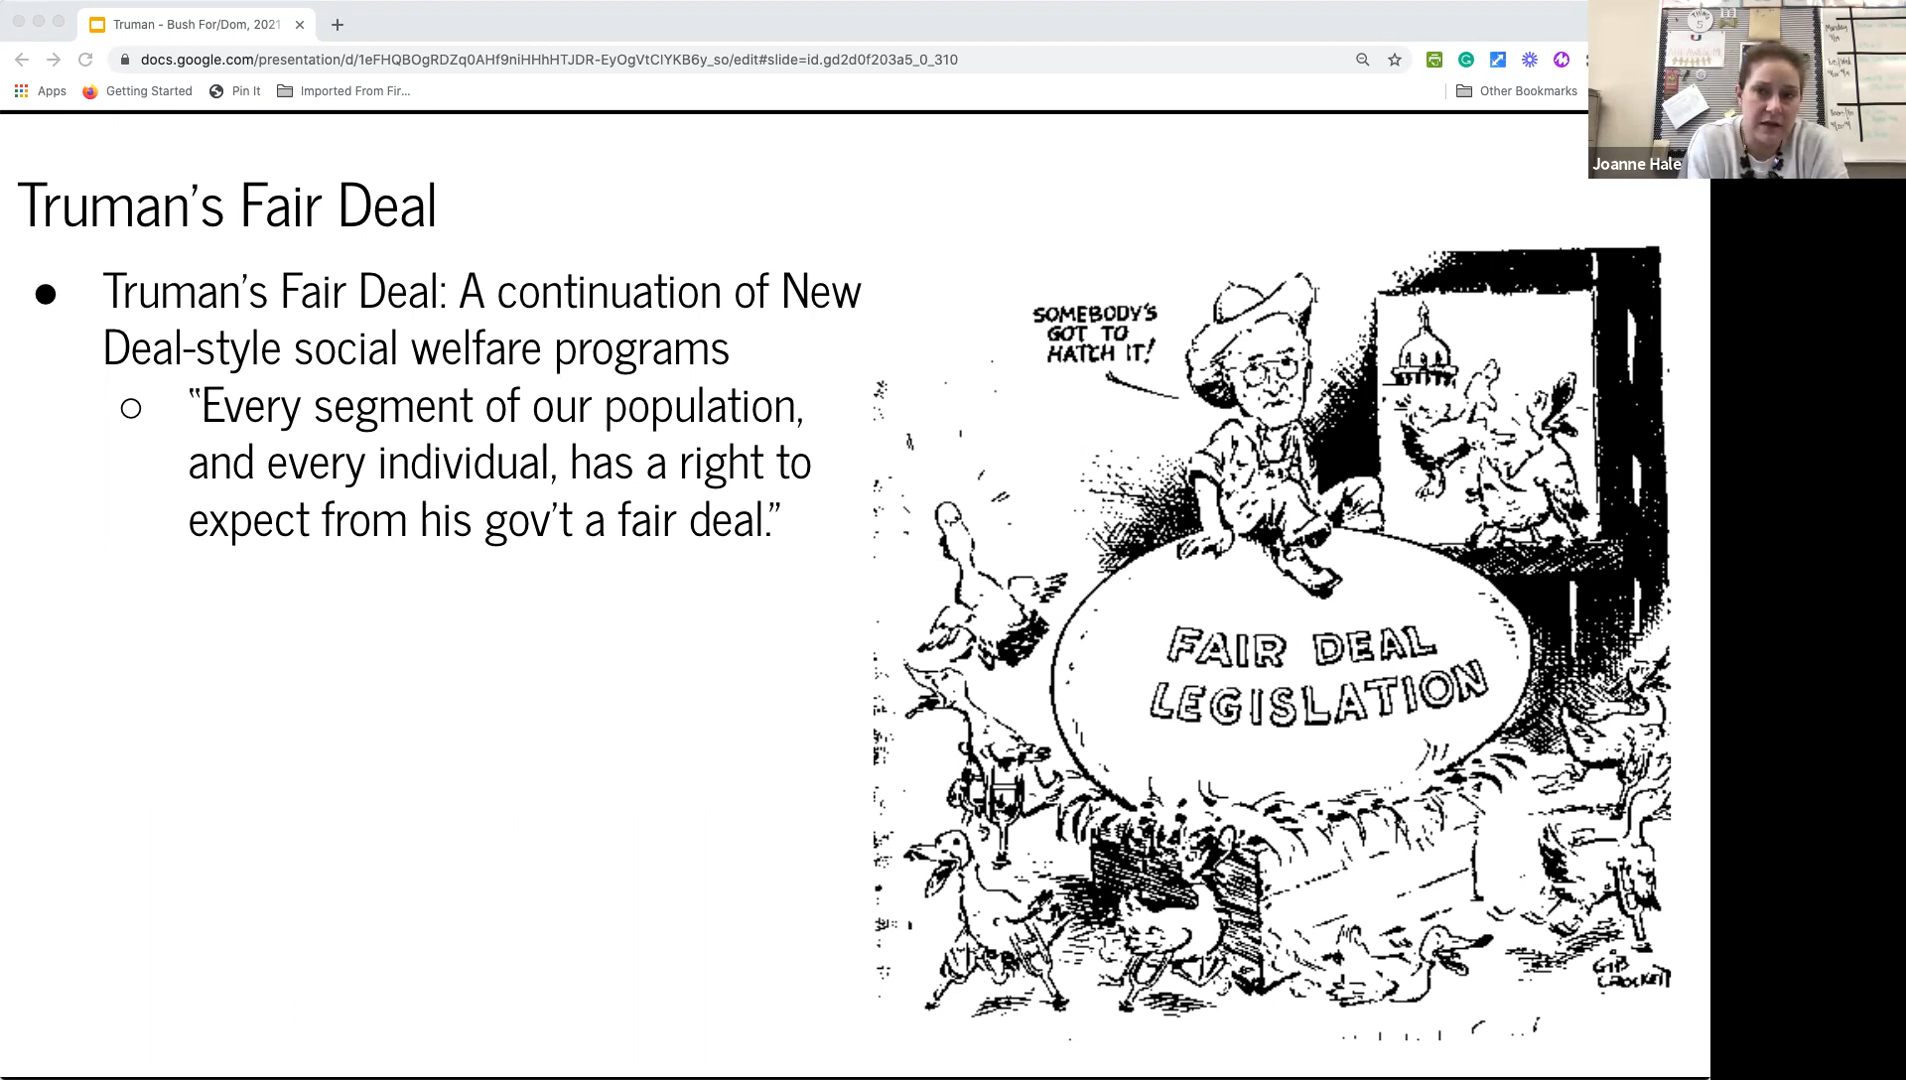 Truman - Bush For/Dom, 2021
docs.google.com/presentation/d/1eFHQBOgRDZq0AHf9niHHhHTJDR-EyOgVtCIYKB6y_so/edit#slide=id.gd2d0f203a5_0_310
Apps Getting Started Pin It Imported From Fir... Other Bookmarks
Joanne Hale
Truman's Fair Deal
● Truman's Fair Deal: A continuation of New
Deal-style social welfare programs
○ "Every segment of our population,
and every individual, has a right to
expect from his gov't a fair deal."
SOMEBODY'S
GOT TO
HATCH IT!
FAIR DEAL
LEGISLATION
GIB
CROCKETT